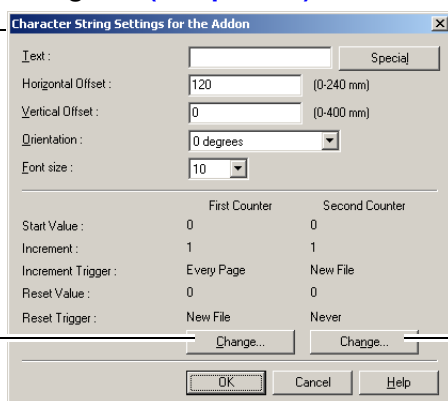 Character String Settings for the Addon
Text :
Special
Horizontal Offset :
120
(0-240 mm)
Vertical Offset :
0
(0-400 mm)
Orientation :
0 degrees
Font size :
10
First Counter Second Counter
Start Value : 0 0
Increment : 1 1
Increment Trigger : Every Page New File
Reset Value : 0 0
Reset Trigger : New File Never
Change... Change...
OK Cancel Help